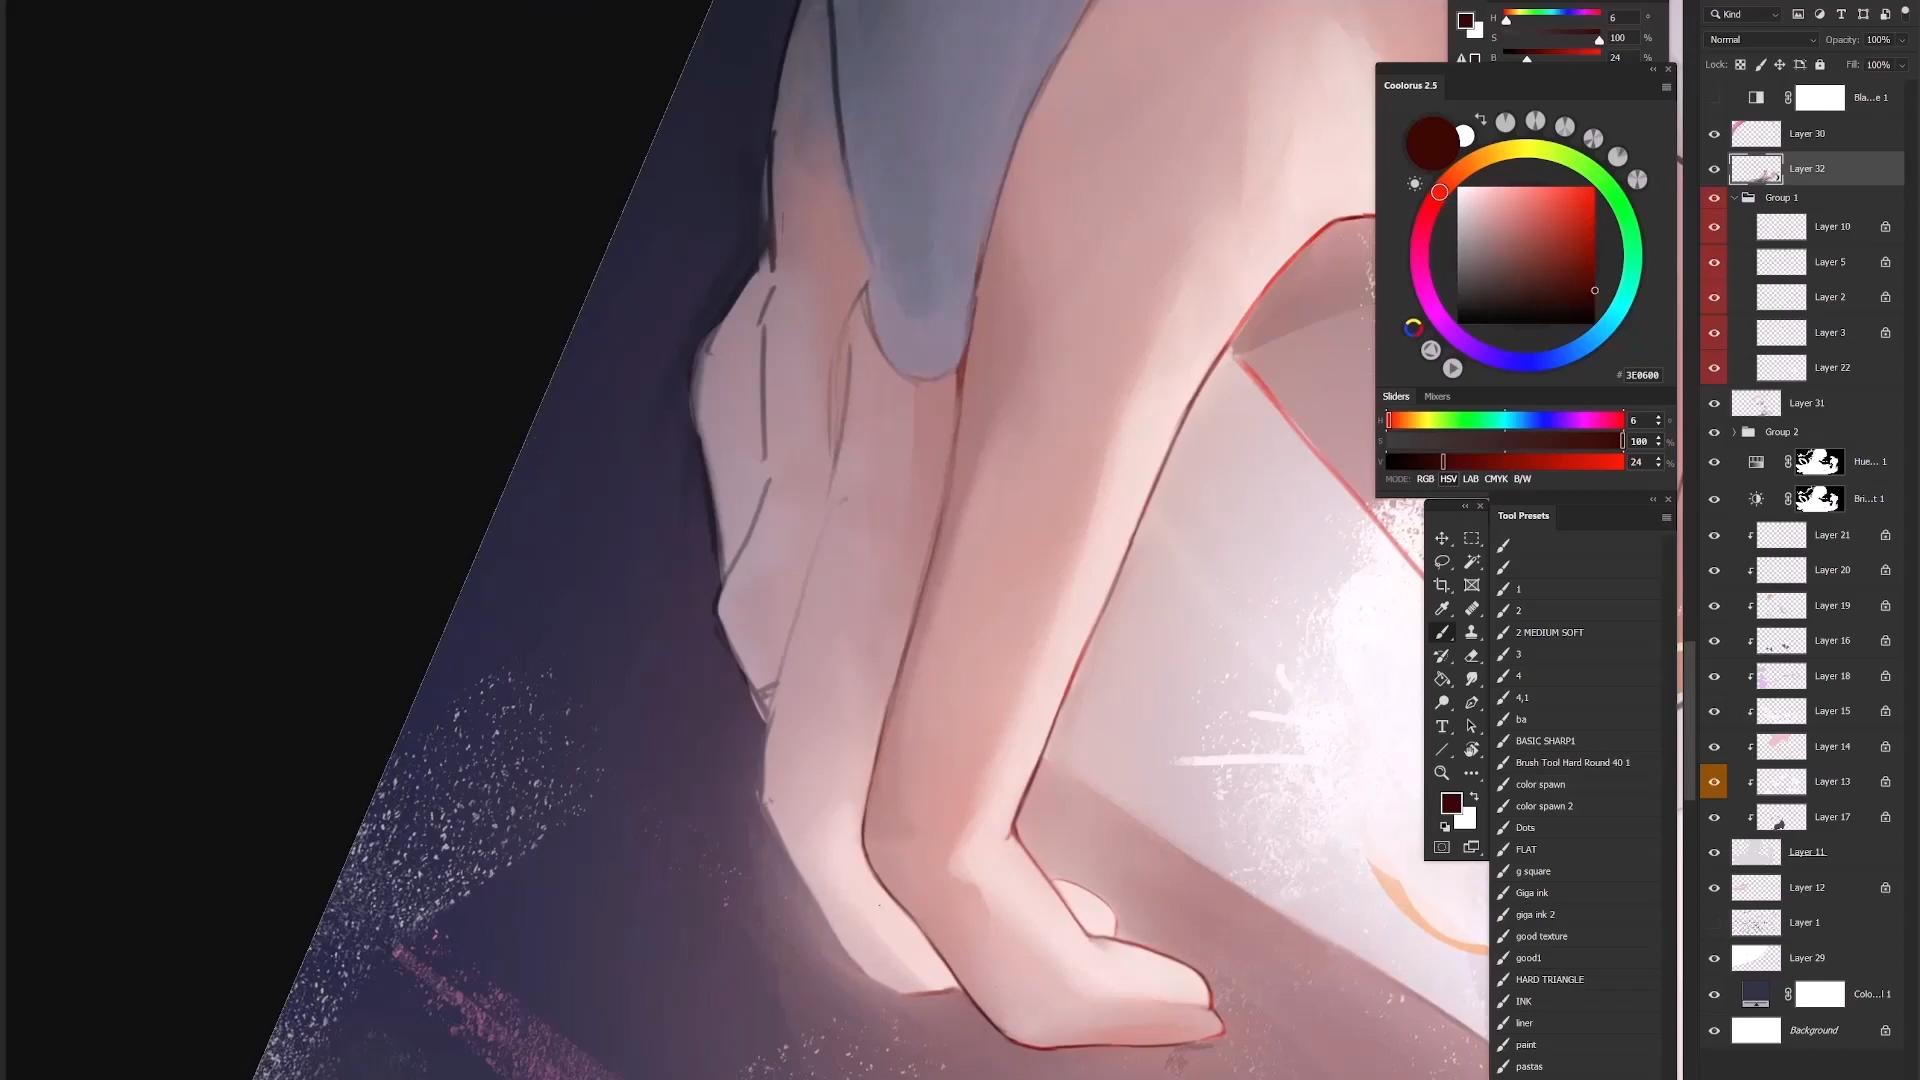 H 6 °
S 100 %
B 24 %
Coolorus 2.5
# 3E0600
Sliders Mixers
H 6 °
S 100 %
V 24 %
MODE: RGB HSV LAB CMYK B/W
Tool Presets
1
2
2 MEDIUM SOFT
3
4
4,1
ba
BASIC SHARP1
Brush Tool Hard Round 40 1
color spawn
color spawn 2
Dots
FLAT
g square
Giga ink
giga ink 2
good texture
good1
HARD TRIANGLE
INK
liner
paint
pastas
Kind
Normal Opacity: 100%
Lock: Fill: 100%
Bla...e 1
Layer 30
Layer 32
Group 1
Layer 10
Layer 5
Layer 2
Layer 3
Layer 22
Layer 31
Group 2
Hue... 1
Bri...t 1
Layer 21
Layer 20
Layer 19
Layer 16
Layer 18
Layer 15
Layer 14
Layer 13
Layer 17
Layer 11
Layer 12
Layer 1
Layer 29
Colo...l 1
Background